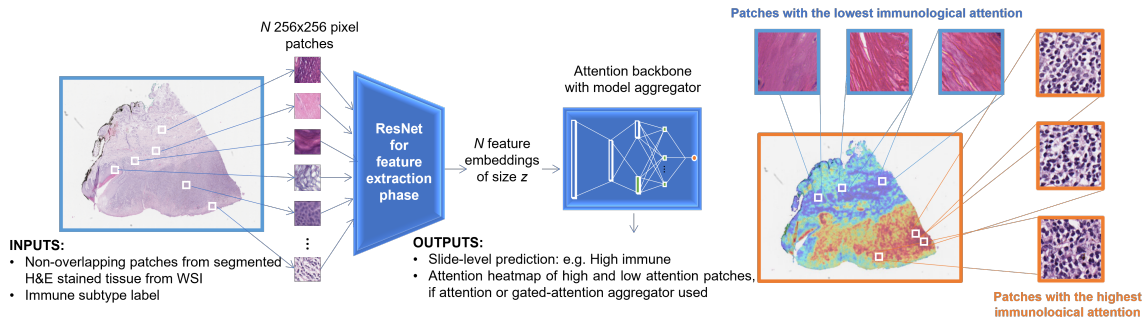 N 256x256 pixel
patches
INPUTS:
• Non-overlapping patches from segmented
H&E stained tissue from WSI
• Immune subtype label
ResNet
for
feature
extraction
phase
N feature
embeddings
of size z
Attention backbone
with model aggregator
OUTPUTS:
• Slide-level prediction: e.g. High immune
• Attention heatmap of high and low attention patches,
if attention or gated-attention aggregator used
Patches with the lowest immunological attention
Patches with the highest
immunological attention